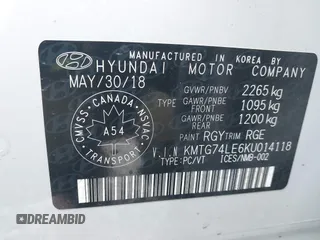 MANUFACTURED IN KOREA BY
HYUNDAI MOTOR COMPANY
MAY/30/18
GVWR/PNBV 2265 kg
TYPE GAWR/PNBE FRONT 1095 kg
GAWR/PNBE REAR 1200 kg
PAINT RGY TRIM RGE
V.I.N KMTG74LE6KU014118
TYPE: PC/VT ICES/NMB-002
CMVSS • CANADA • NSVAC
A54
TRANSPORT
DREAMBID